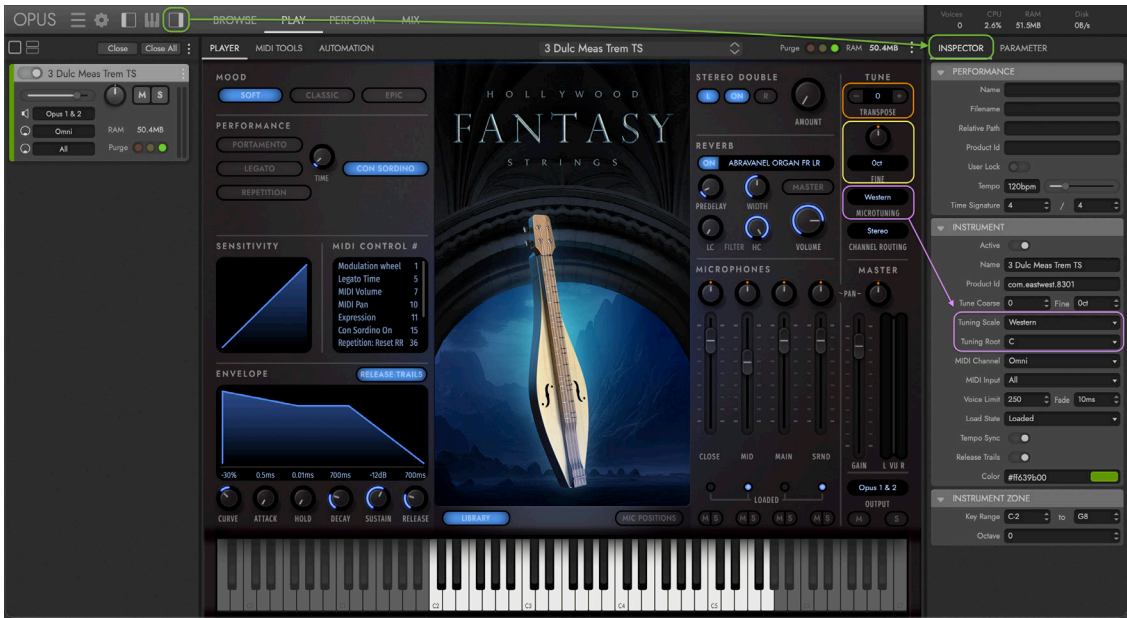 OPUS
BROWSE PLAY PERFORM MIX
Voices CPU RAM Disk
0 2.6% 51.5MB 0B/s
Close Close All
PLAYER MIDI TOOLS AUTOMATION
3 Dulc Meas Trem TS
Purge RAM 50.4MB
INSPECTOR PARAMETER
3 Dulc Meas Trem TS
M S
Opus 1 & 2
Omni RAM 50.4MB
All Purge
MOOD
SOFT CLASSIC EPIC
PERFORMANCE
PORTAMENTO
LEGATO
REPETITION
TIME
CON SORDINO
SENSITIVITY
MIDI CONTROL #
Modulation wheel 1
Legato Time 5
MIDI Volume 7
MIDI Pan 10
Expression 11
Con Sordino On 15
Repetition: Reset RR 36
ENVELOPE RELEASE TRAILS
-30% 0.5ms 0.01ms 700ms -12dB 700ms
CURVE ATTACK HOLD DECAY SUSTAIN RELEASE
HOLLYWOOD
FANTASY
STRINGS
LIBRARY MIC POSITIONS
STEREO DOUBLE
L ON R
AMOUNT
REVERB
ON ABRAVANEL ORGAN FR LR
PREDELAY WIDTH MASTER
LC FILTER HC VOLUME
MICROPHONES
CLOSE MID MAIN SRND
LOADED
M S M S M S M S
TUNE
- 0 +
TRANSPOSE
0ct
FINE
Western
MICROTUNING
Stereo
CHANNEL ROUTING
MASTER
-PAN-
GAIN L VU R
Opus 1 & 2
OUTPUT
M S
C2 C3 C4 C5
PERFORMANCE
Name
Filename
Relative Path
Product Id
User Lock
Tempo 120bpm
Time Signature 4 / 4
INSTRUMENT
Active
Name 3 Dulc Meas Trem TS
Product Id com.eastwest.8301
Tune Coarse 0 Fine 0ct
Tuning Scale Western
Tuning Root C
MIDI Channel Omni
MIDI Input All
Voice Limit 250 Fade 10ms
Load State Loaded
Tempo Sync
Release Trails
Color #ff639b00
INSTRUMENT ZONE
Key Range C-2 to G8
Octave 0